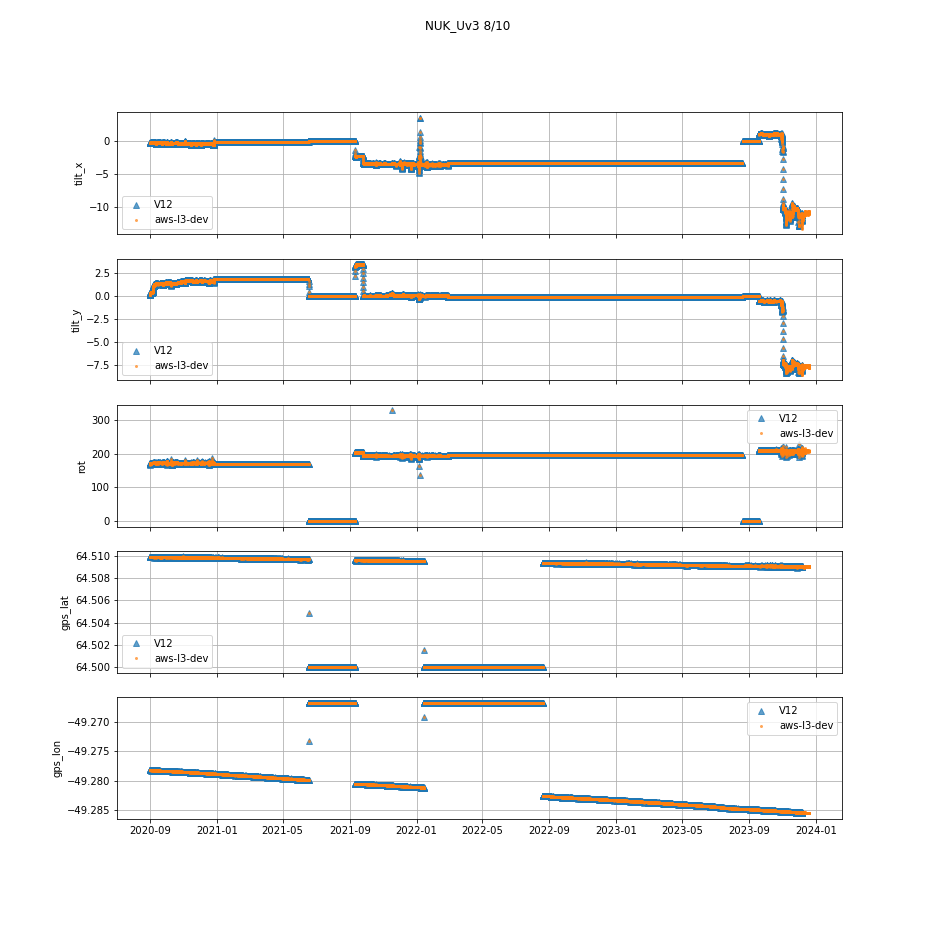 NUK_Uv3 8/10
0
−5
−10
tilt_x
V12
aws-l3-dev
2.5
0.0
−2.5
−5.0
−7.5
tilt_y
V12
aws-l3-dev
300
200
100
0
rot
V12
aws-l3-dev
64.510
64.508
64.506
64.504
64.502
64.500
gps_lat
V12
aws-l3-dev
−49.270
−49.275
−49.280
−49.285
gps_lon
V12
aws-l3-dev
2020-09 2021-01 2021-05 2021-09 2022-01 2022-05 2022-09 2023-01 2023-05 2023-09 2024-01